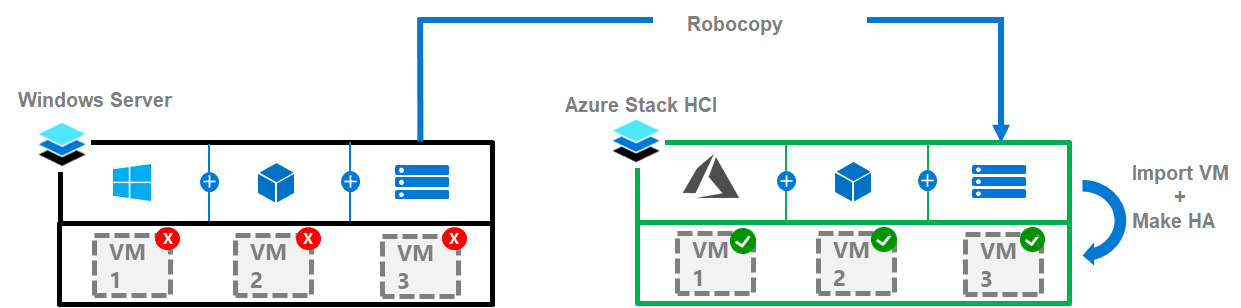 Robocopy
Windows Server
Azure Stack HCI
Import VM
+
Make HA
VM
1
X
VM
2
X
VM
3
X
VM
1
VM
2
VM
3